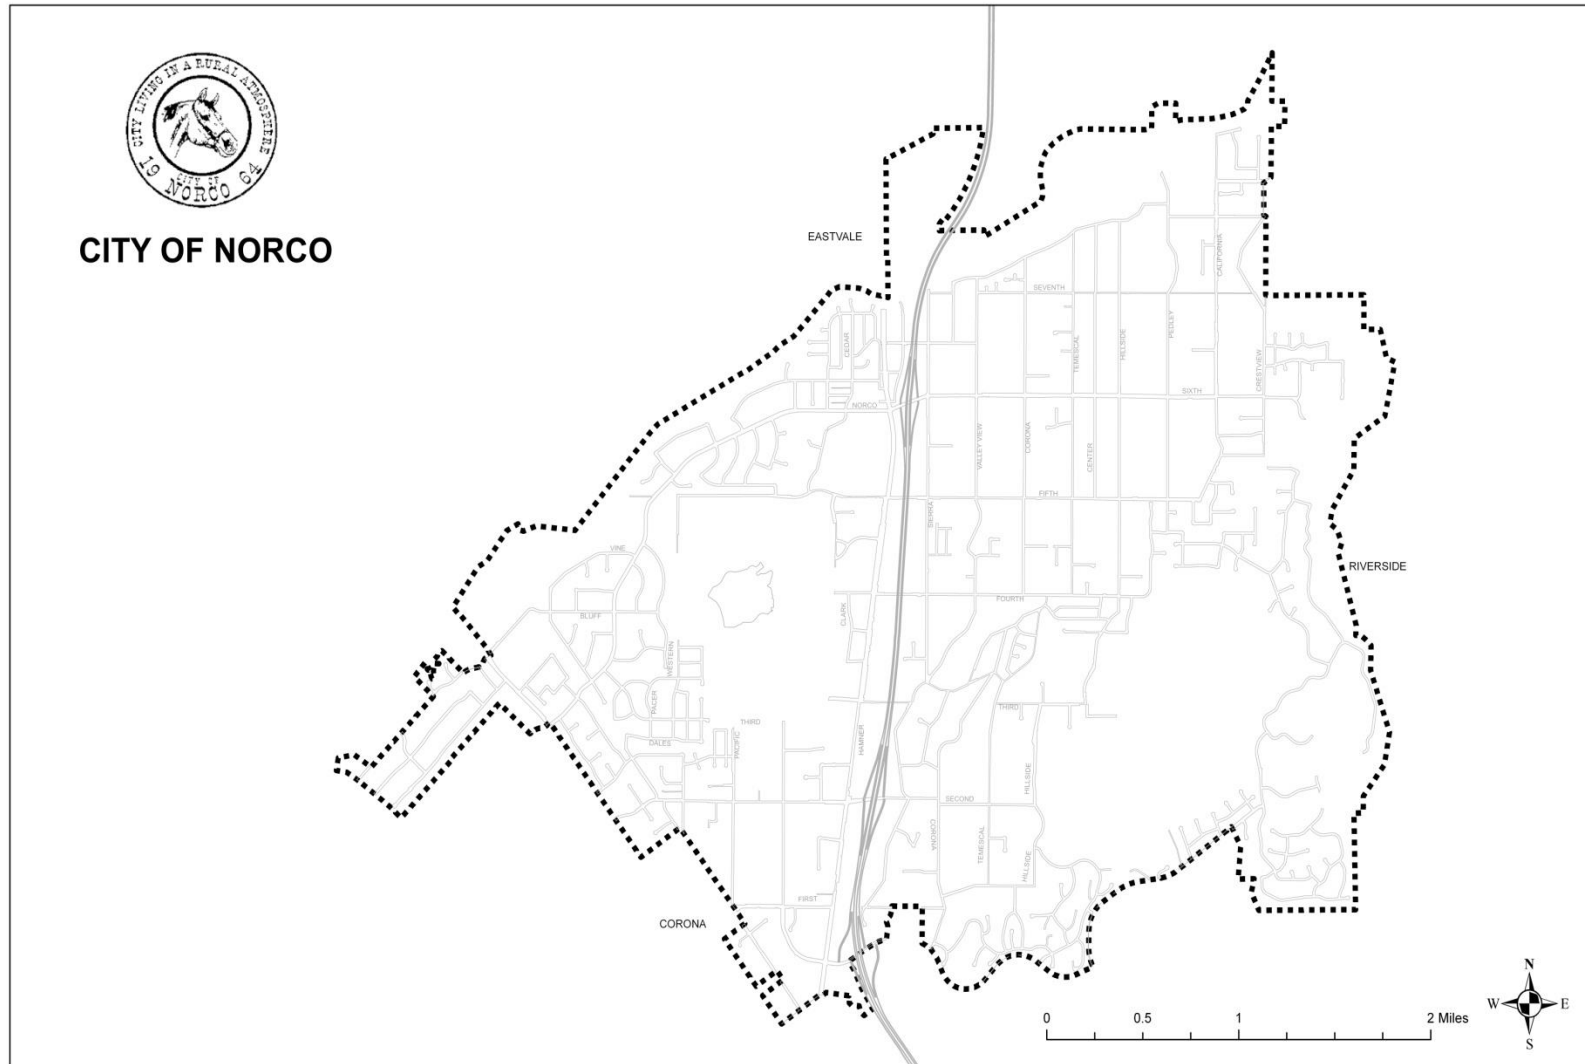 CITY LIVING IN A RURAL ATMOSPHERE
CITY OF
NORCO
19 64
CITY OF NORCO
EASTVALE
CALIFORNIA
SEVENTH
PEDLEY
CEDAR
TEMESCAL
HILLSIDE
CRESTVIEW
SIXTH
NORCO
VALLEY VIEW
CORONA
CENTER
FIFTH
SIERRA
VINE
RIVERSIDE
FOURTH
BLUFF
CLARK
WESTERN
PACER
THIRD
THIRD
PACIFIC
DALES
HAMNER
HILLSIDE
SECOND
CORONA
TEMESCAL
HILLSIDE
FIRST
CORONA
N
W
E
S
0
0.5
1
2 Miles